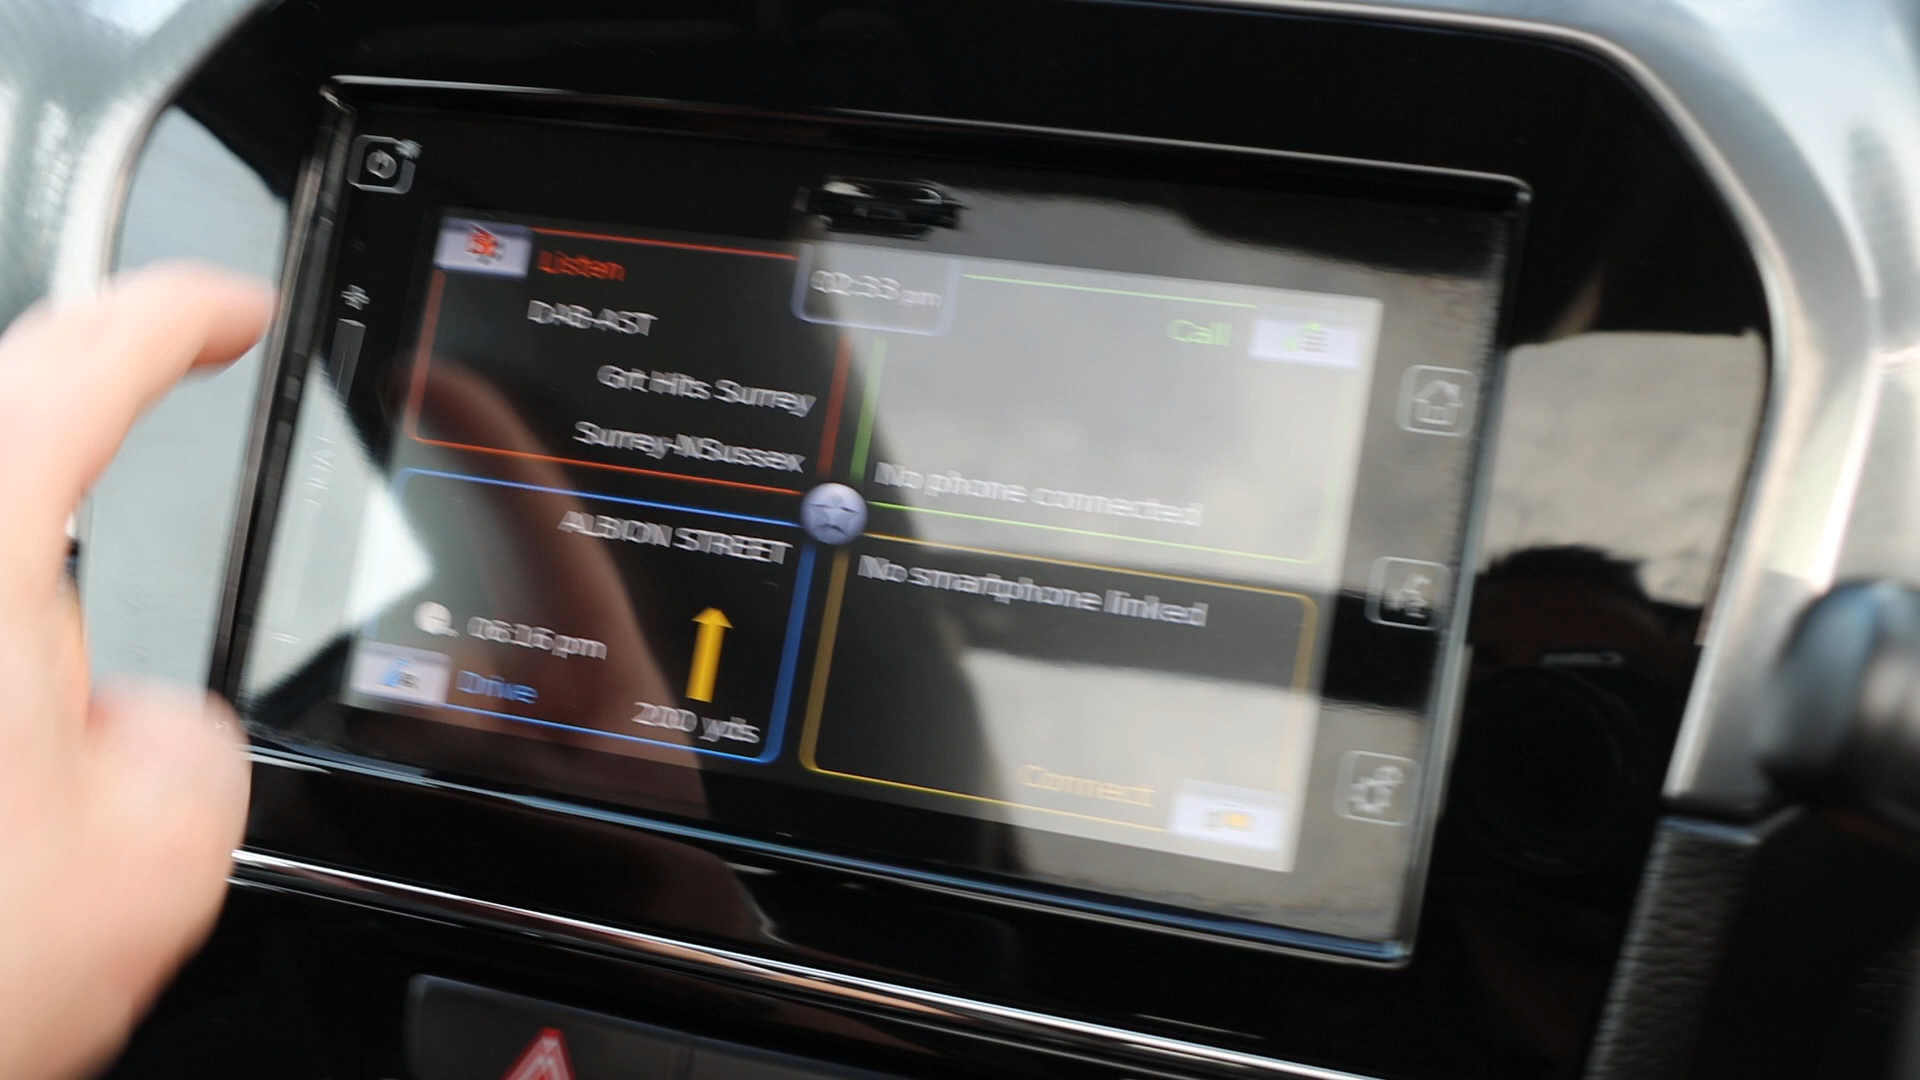 Listen
DAB-AST
Grt Hits Surrey
Surrey-NSussex
02:33 pm
Call
No phone connected
ALBION STREET
06:16 pm
Drive
200 yds
No smartphone linked
Connect